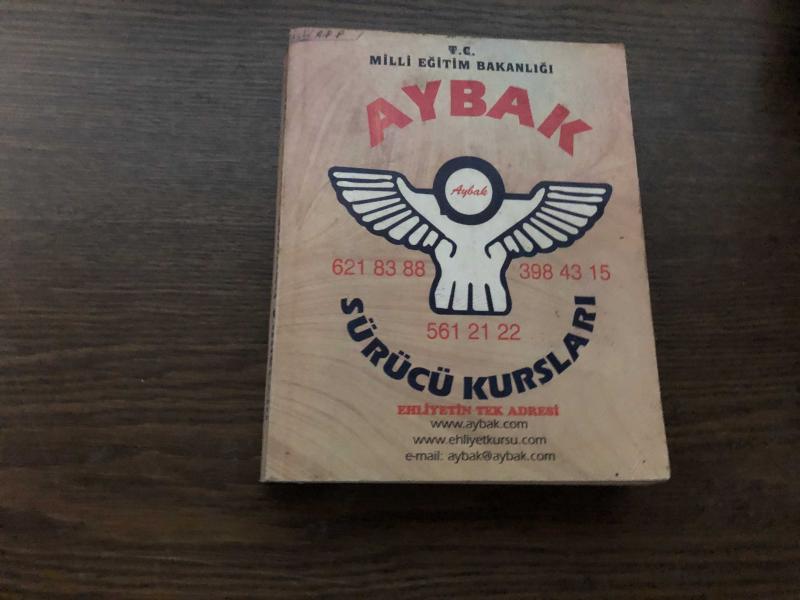 T.C.
MİLLİ EĞİTİM BAKANLIĞI
AYBAK
Aybak
621 83 88
398 43 15
561 21 22
SÜRÜCÜ KURSLARI
EHLİYETİN TEK ADRESİ
www.aybak.com
www.ehliyetkursu.com
e-mail: aybak@aybak.com